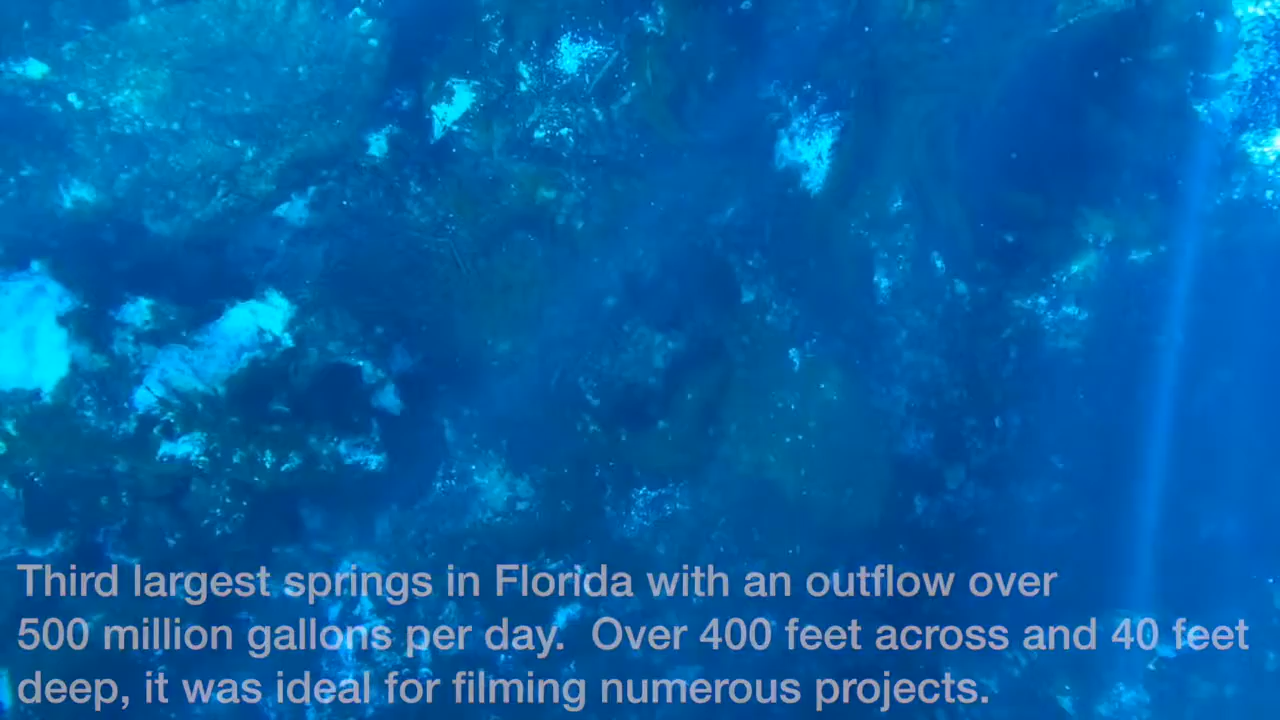 Third largest springs in Florida with an outflow over
500 million gallons per day.  Over 400 feet across and 40 feet
deep, it was ideal for filming numerous projects.